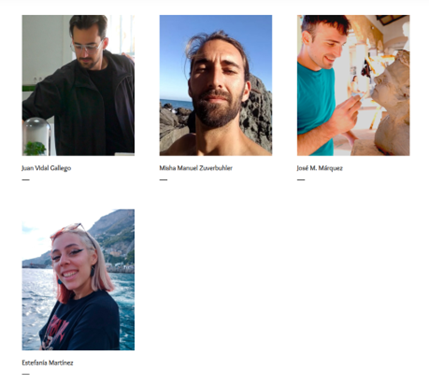 Juan Vidal Gallego
Misha Manuel Zuverbuhler
José M. Márquez
Estefanía Martínez